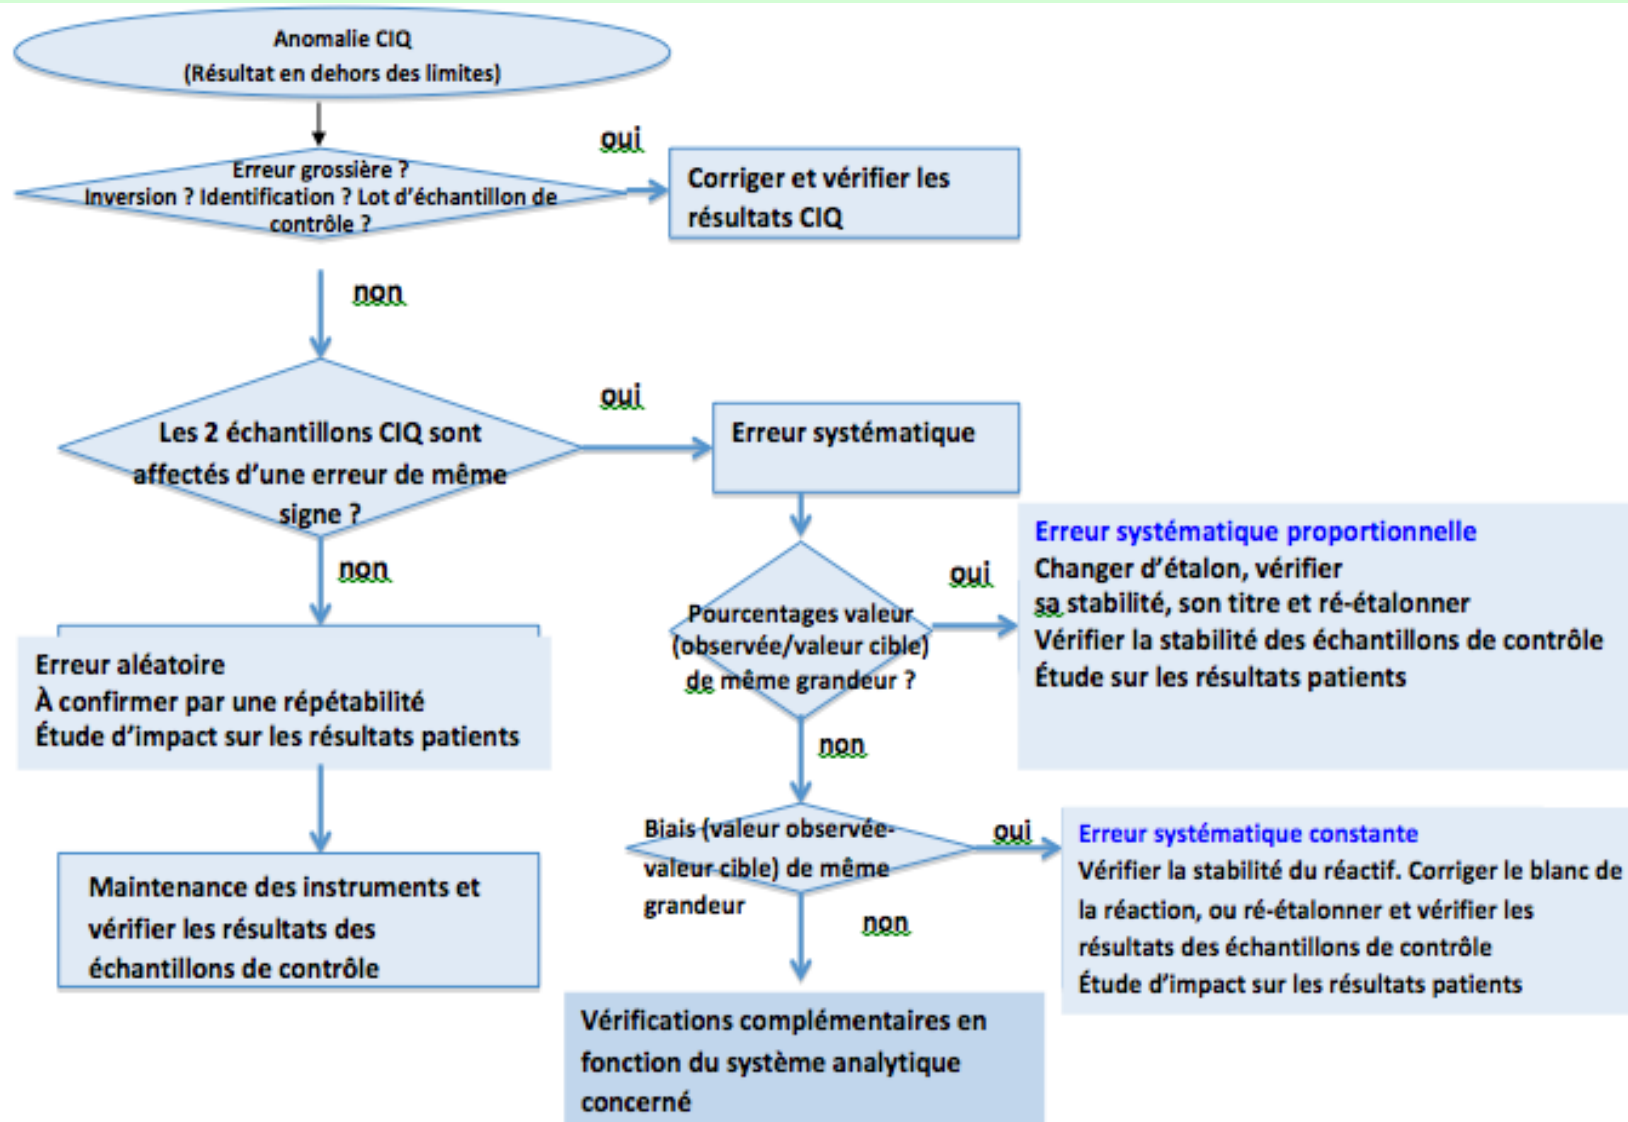 Anomalie CIQ
(Résultat en dehors des limites)
oui
Erreur grossière ?
Inversion ? Identification ? Lot d'échantillon de
contrôle ?
Corriger et vérifier les
résultats CIQ
non
oui
Les 2 échantillons CIQ sont
affectés d'une erreur de même
signe ?
Erreur systématique
non
oui
Pourcentages valeur
(observée/valeur cible)
de même grandeur ?
Erreur systématique proportionnelle
Changer d'étalon, vérifier
sa stabilité, son titre et ré-étalonner
Vérifier la stabilité des échantillons de contrôle
Étude sur les résultats patients
Erreur aléatoire
À confirmer par une répétabilité
Étude d'impact sur les résultats patients
non
Biais (valeur observée-
valeur cible) de même
grandeur
oui
Erreur systématique constante
Vérifier la stabilité du réactif. Corriger le blanc de
la réaction, ou ré-étalonner et vérifier les
résultats des échantillons de contrôle
Étude d'impact sur les résultats patients
Maintenance des instruments et
vérifier les résultats des
échantillons de contrôle
non
Vérifications complémentaires en
fonction du système analytique
concerné